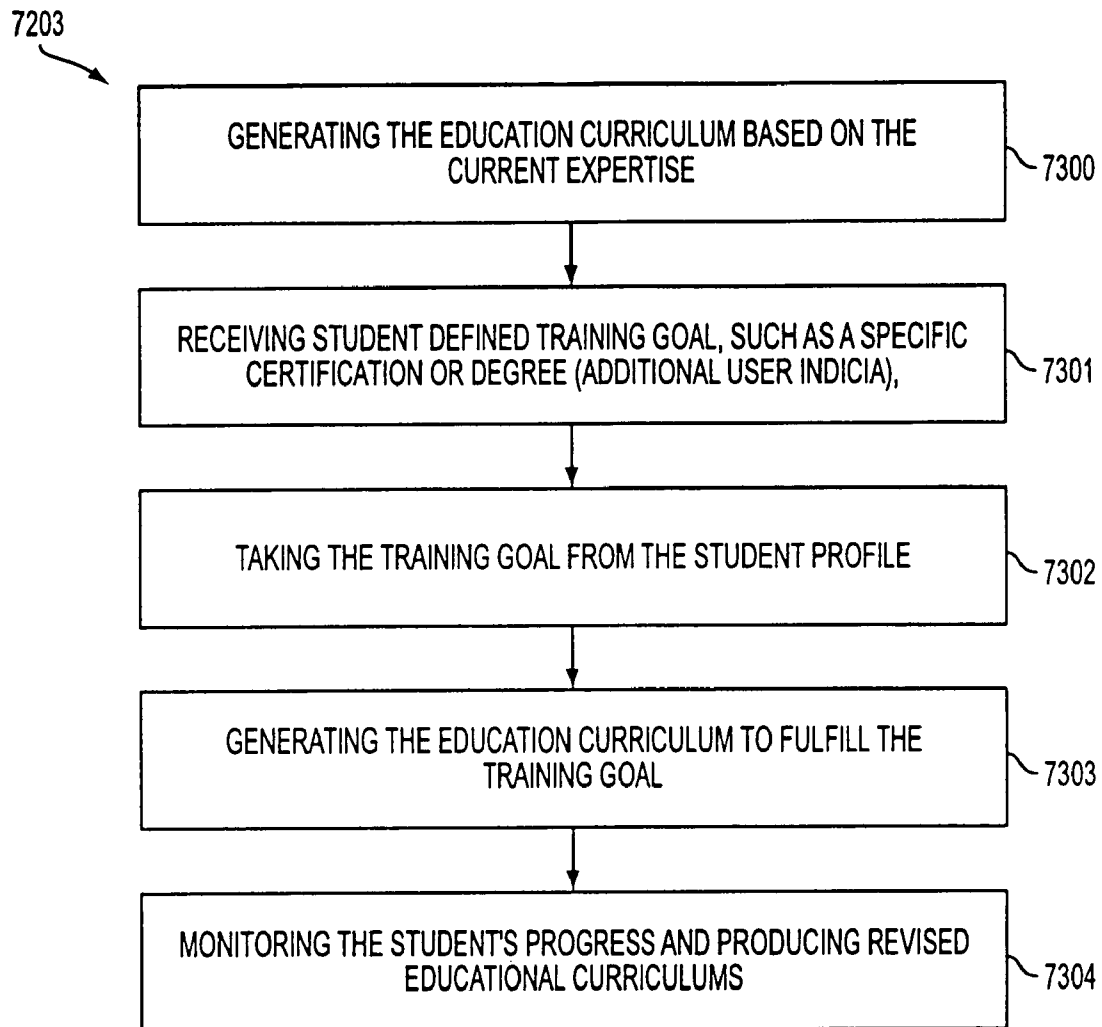 7203
GENERATING THE EDUCATION CURRICULUM BASED ON THE
CURRENT EXPERTISE
7300
RECEIVING STUDENT DEFINED TRAINING GOAL, SUCH AS A SPECIFIC
CERTIFICATION OR DEGREE (ADDITIONAL USER INDICIA),
7301
TAKING THE TRAINING GOAL FROM THE STUDENT PROFILE
7302
GENERATING THE EDUCATION CURRICULUM TO FULFILL THE
TRAINING GOAL
7303
MONITORING THE STUDENT'S PROGRESS AND PRODUCING REVISED
EDUCATIONAL CURRICULUMS
7304